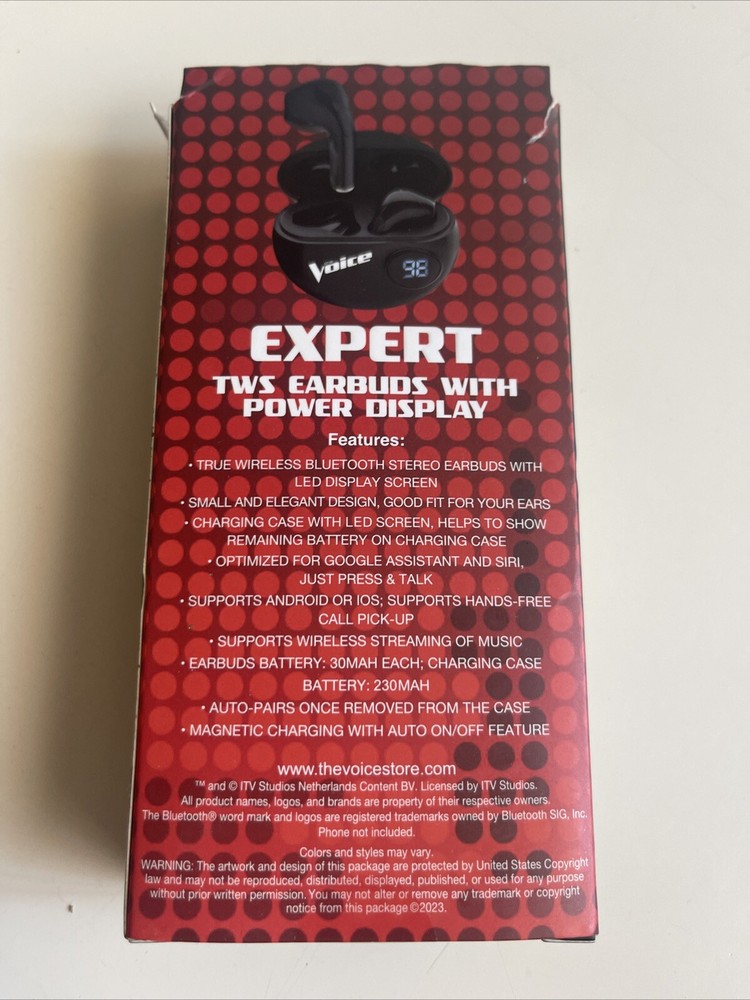 Voice
98
EXPERT
TWS EARBUDS WITH
POWER DISPLAY
Features:
• TRUE WIRELESS BLUETOOTH STEREO EARBUDS WITH
LED DISPLAY SCREEN
• SMALL AND ELEGANT DESIGN, GOOD FIT FOR YOUR EARS
• CHARGING CASE WITH LED SCREEN, HELPS TO SHOW
REMAINING BATTERY ON CHARGING CASE
• OPTIMIZED FOR GOOGLE ASSISTANT AND SIRI,
JUST PRESS & TALK
• SUPPORTS ANDROID OR IOS; SUPPORTS HANDS-FREE
CALL PICK-UP
• SUPPORTS WIRELESS STREAMING OF MUSIC
• EARBUDS BATTERY: 30MAH EACH; CHARGING CASE
BATTERY: 230MAH
• AUTO-PAIRS ONCE REMOVED FROM THE CASE
• MAGNETIC CHARGING WITH AUTO ON/OFF FEATURE
www.thevoicestore.com
™ and © ITV Studios Netherlands Content BV. Licensed by ITV Studios.
All product names, logos, and brands are property of their respective owners.
The Bluetooth® word mark and logos are registered trademarks owned by Bluetooth SIG, Inc.
Phone not included.
Colors and styles may vary.
WARNING: The artwork and design of this package are protected by United States Copyright
law and may not be reproduced, distributed, displayed, published, or used for any purpose
without prior written permission. You may not alter or remove any trademark or copyright
notice from this package ©2023.